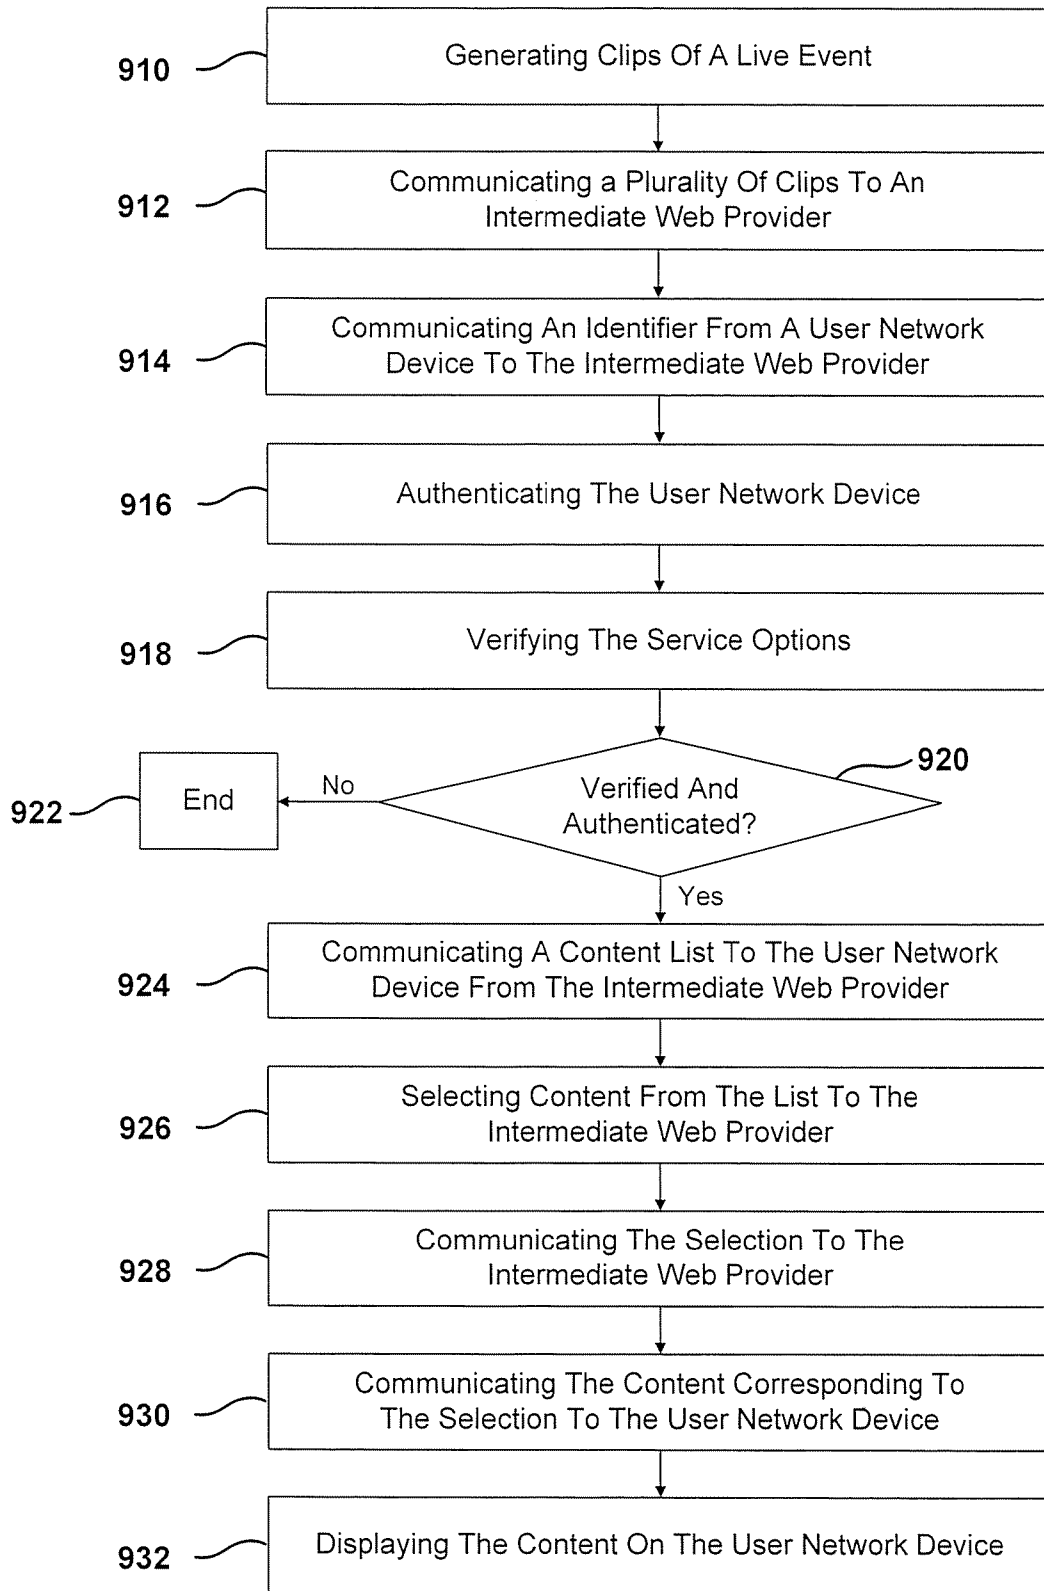 910
Generating Clips Of A Live Event
912
Communicating a Plurality Of Clips To An
Intermediate Web Provider
914
Communicating An Identifier From A User Network
Device To The Intermediate Web Provider
916
Authenticating The User Network Device
918
Verifying The Service Options
920
Verified And
Authenticated?
No
922
End
Yes
924
Communicating A Content List To The User Network
Device From The Intermediate Web Provider
926
Selecting Content From The List To The
Intermediate Web Provider
928
Communicating The Selection To The
Intermediate Web Provider
930
Communicating The Content Corresponding To
The Selection To The User Network Device
932
Displaying The Content On The User Network Device